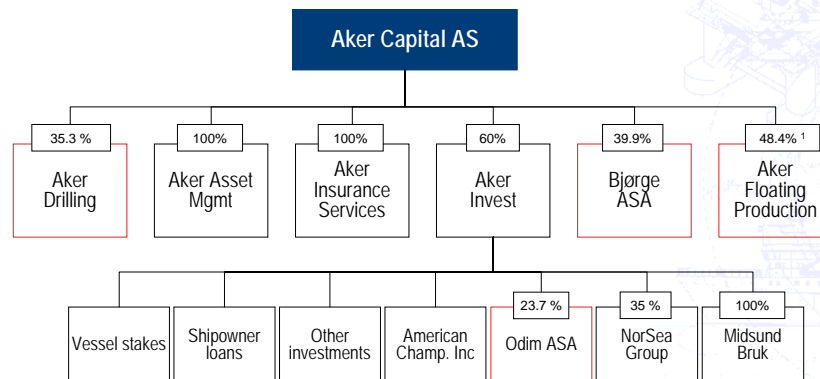 Aker Capital AS
35.3 %
100%
100%
60%
39.9%
48.4% ¹
Aker
Drilling
Aker Asset
Mgmt
Aker
Insurance
Services
Aker
Invest
Bjørge
ASA
Aker
Floating
Production
23.7 %
35 %
100%
Vessel stakes
Shipowner
loans
Other
investments
American
Champ. Inc
Odim ASA
NorSea
Group
Midsund
Bruk